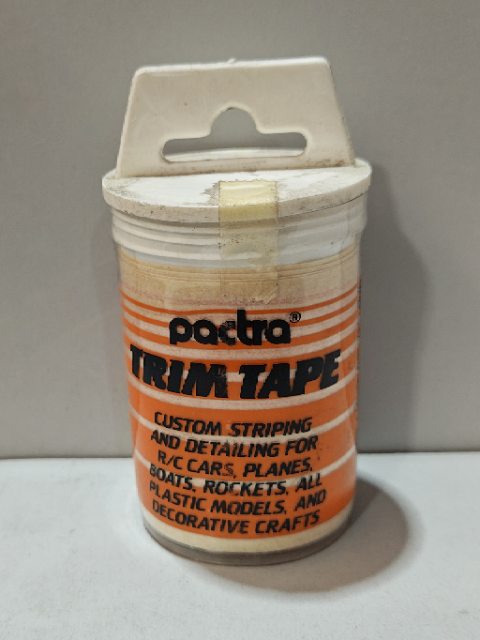 pactra®
TRIM TAPE
CUSTOM STRIPING
AND DETAILING FOR
R/C CARS, PLANES,
BOATS, ROCKETS, ALL
PLASTIC MODELS, AND
DECORATIVE CRAFTS